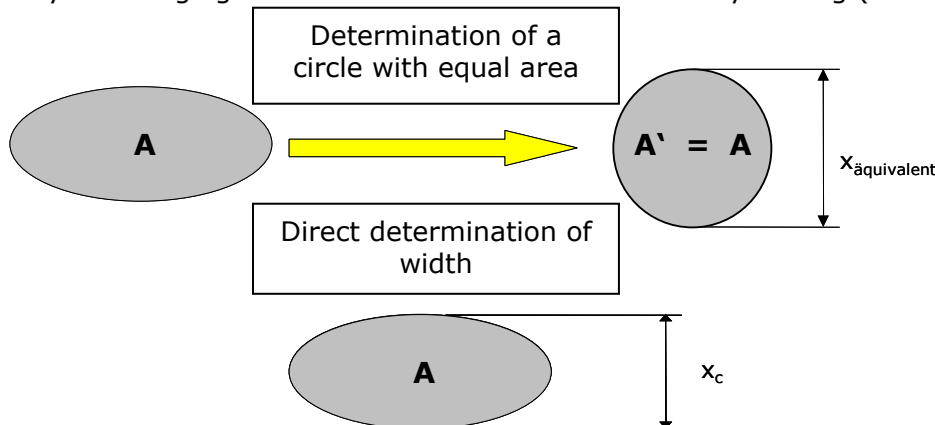 Determination of a
circle with equal area
A
A‘ = A
xäquivalent
Direct determination of
width
A
xc